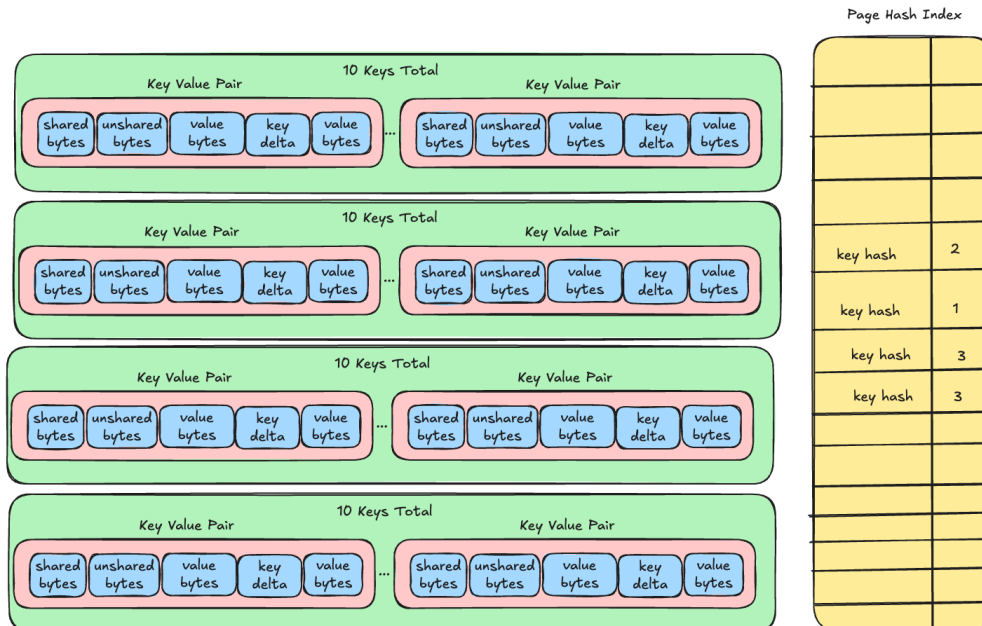 Page Hash Index
10 Keys Total
Key Value Pair
Key Value Pair
shared bytes
unshared bytes
value bytes
key delta
value bytes
...
shared bytes
unshared bytes
value bytes
key delta
value bytes
10 Keys Total
Key Value Pair
Key Value Pair
shared bytes
unshared bytes
value bytes
key delta
value bytes
...
shared bytes
unshared bytes
value bytes
key delta
value bytes
10 Keys Total
Key Value Pair
Key Value Pair
shared bytes
unshared bytes
value bytes
key delta
value bytes
...
shared bytes
unshared bytes
value bytes
key delta
value bytes
10 Keys Total
Key Value Pair
Key Value Pair
shared bytes
unshared bytes
value bytes
key delta
value bytes
...
shared bytes
unshared bytes
value bytes
key delta
value bytes
key hash 2
key hash 1
key hash 3
key hash 3